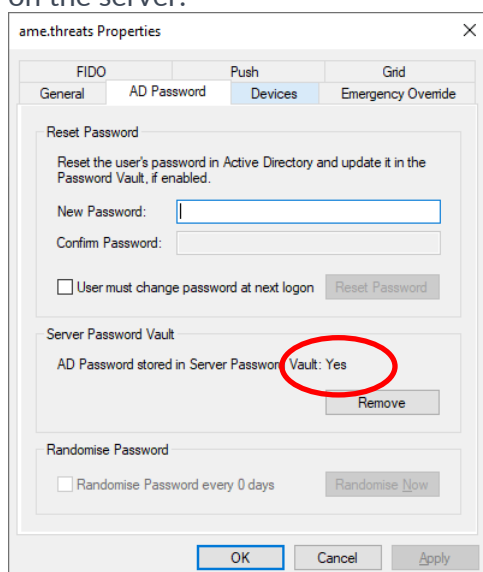 on the server.
ame.threats Properties
FIDO Push Grid
General AD Password Devices Emergency Override
Reset Password
Reset the user's password in Active Directory and update it in the
Password Vault, if enabled.
New Password:
Confirm Password:
User must change password at next logon Reset Password
Server Password Vault
AD Password stored in Server Password Vault: Yes
Remove
Randomise Password
Randomise Password every 0 days Randomise Now
OK Cancel Apply